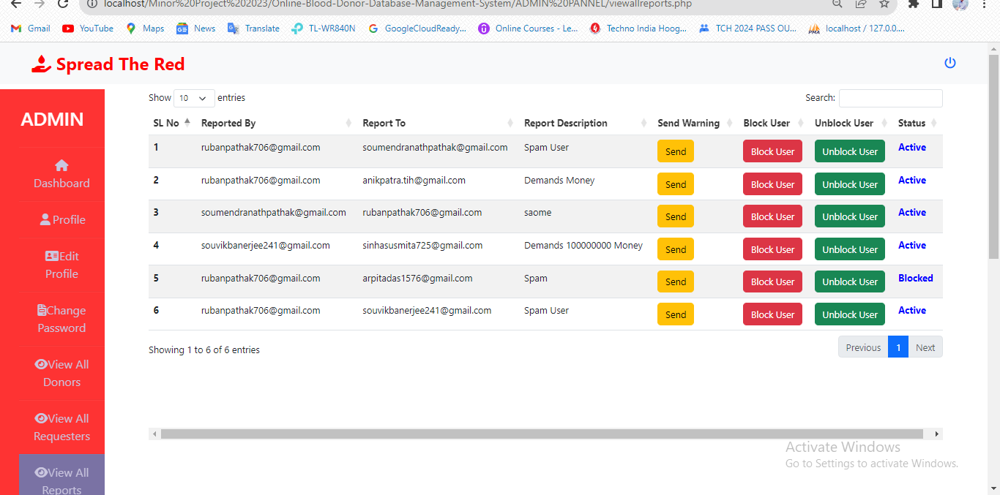 localhost/Minor%20Project%202023/Online-Blood-Donor-Database-Management-System/ADMIN%20PANNEL/viewallreports.php
Gmail YouTube Maps News Translate TL-WR840N GoogleCloudReady... Online Courses - Le... Techno India Hoog... TCH 2024 PASS OU... PMA localhost / 127.0.0....
Spread The Red
ADMIN
Dashboard
Profile
Edit
Profile
Change
Password
View All
Donors
View All
Requesters
View All
Reports
Show 10 entries Search:
SL No Reported By Report To Report Description Send Warning Block User Unblock User Status
1 rubanpathak706@gmail.com soumendranathpathak@gmail.com Spam User Send Block User Unblock User Active
2 rubanpathak706@gmail.com anikpatra.tih@gmail.com Demands Money Send Block User Unblock User Active
3 soumendranathpathak@gmail.com rubanpathak706@gmail.com saome Send Block User Unblock User Active
4 souvikbanerjee241@gmail.com sinhasusmita725@gmail.com Demands 100000000 Money Send Block User Unblock User Active
5 rubanpathak706@gmail.com arpitadas1576@gmail.com Spam Send Block User Unblock User Blocked
6 rubanpathak706@gmail.com souvikbanerjee241@gmail.com Spam User Send Block User Unblock User Active
Showing 1 to 6 of 6 entries Previous 1 Next
Activate Windows
Go to Settings to activate Windows.